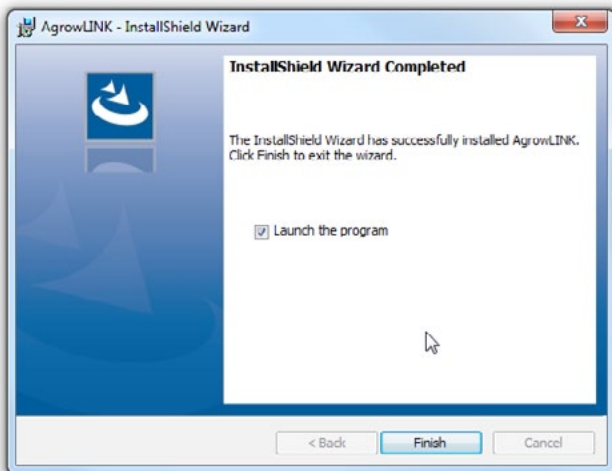 AgrowLINK - InstallShield Wizard
InstallShield Wizard Completed
The InstallShield Wizard has successfully installed AgrowLINK.
Click Finish to exit the wizard.
Launch the program
< Back
Finish
Cancel